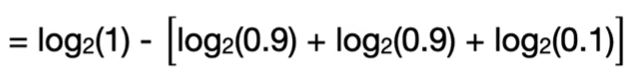 = log₂(1) - [log₂(0.9) + log₂(0.9) + log₂(0.1)]